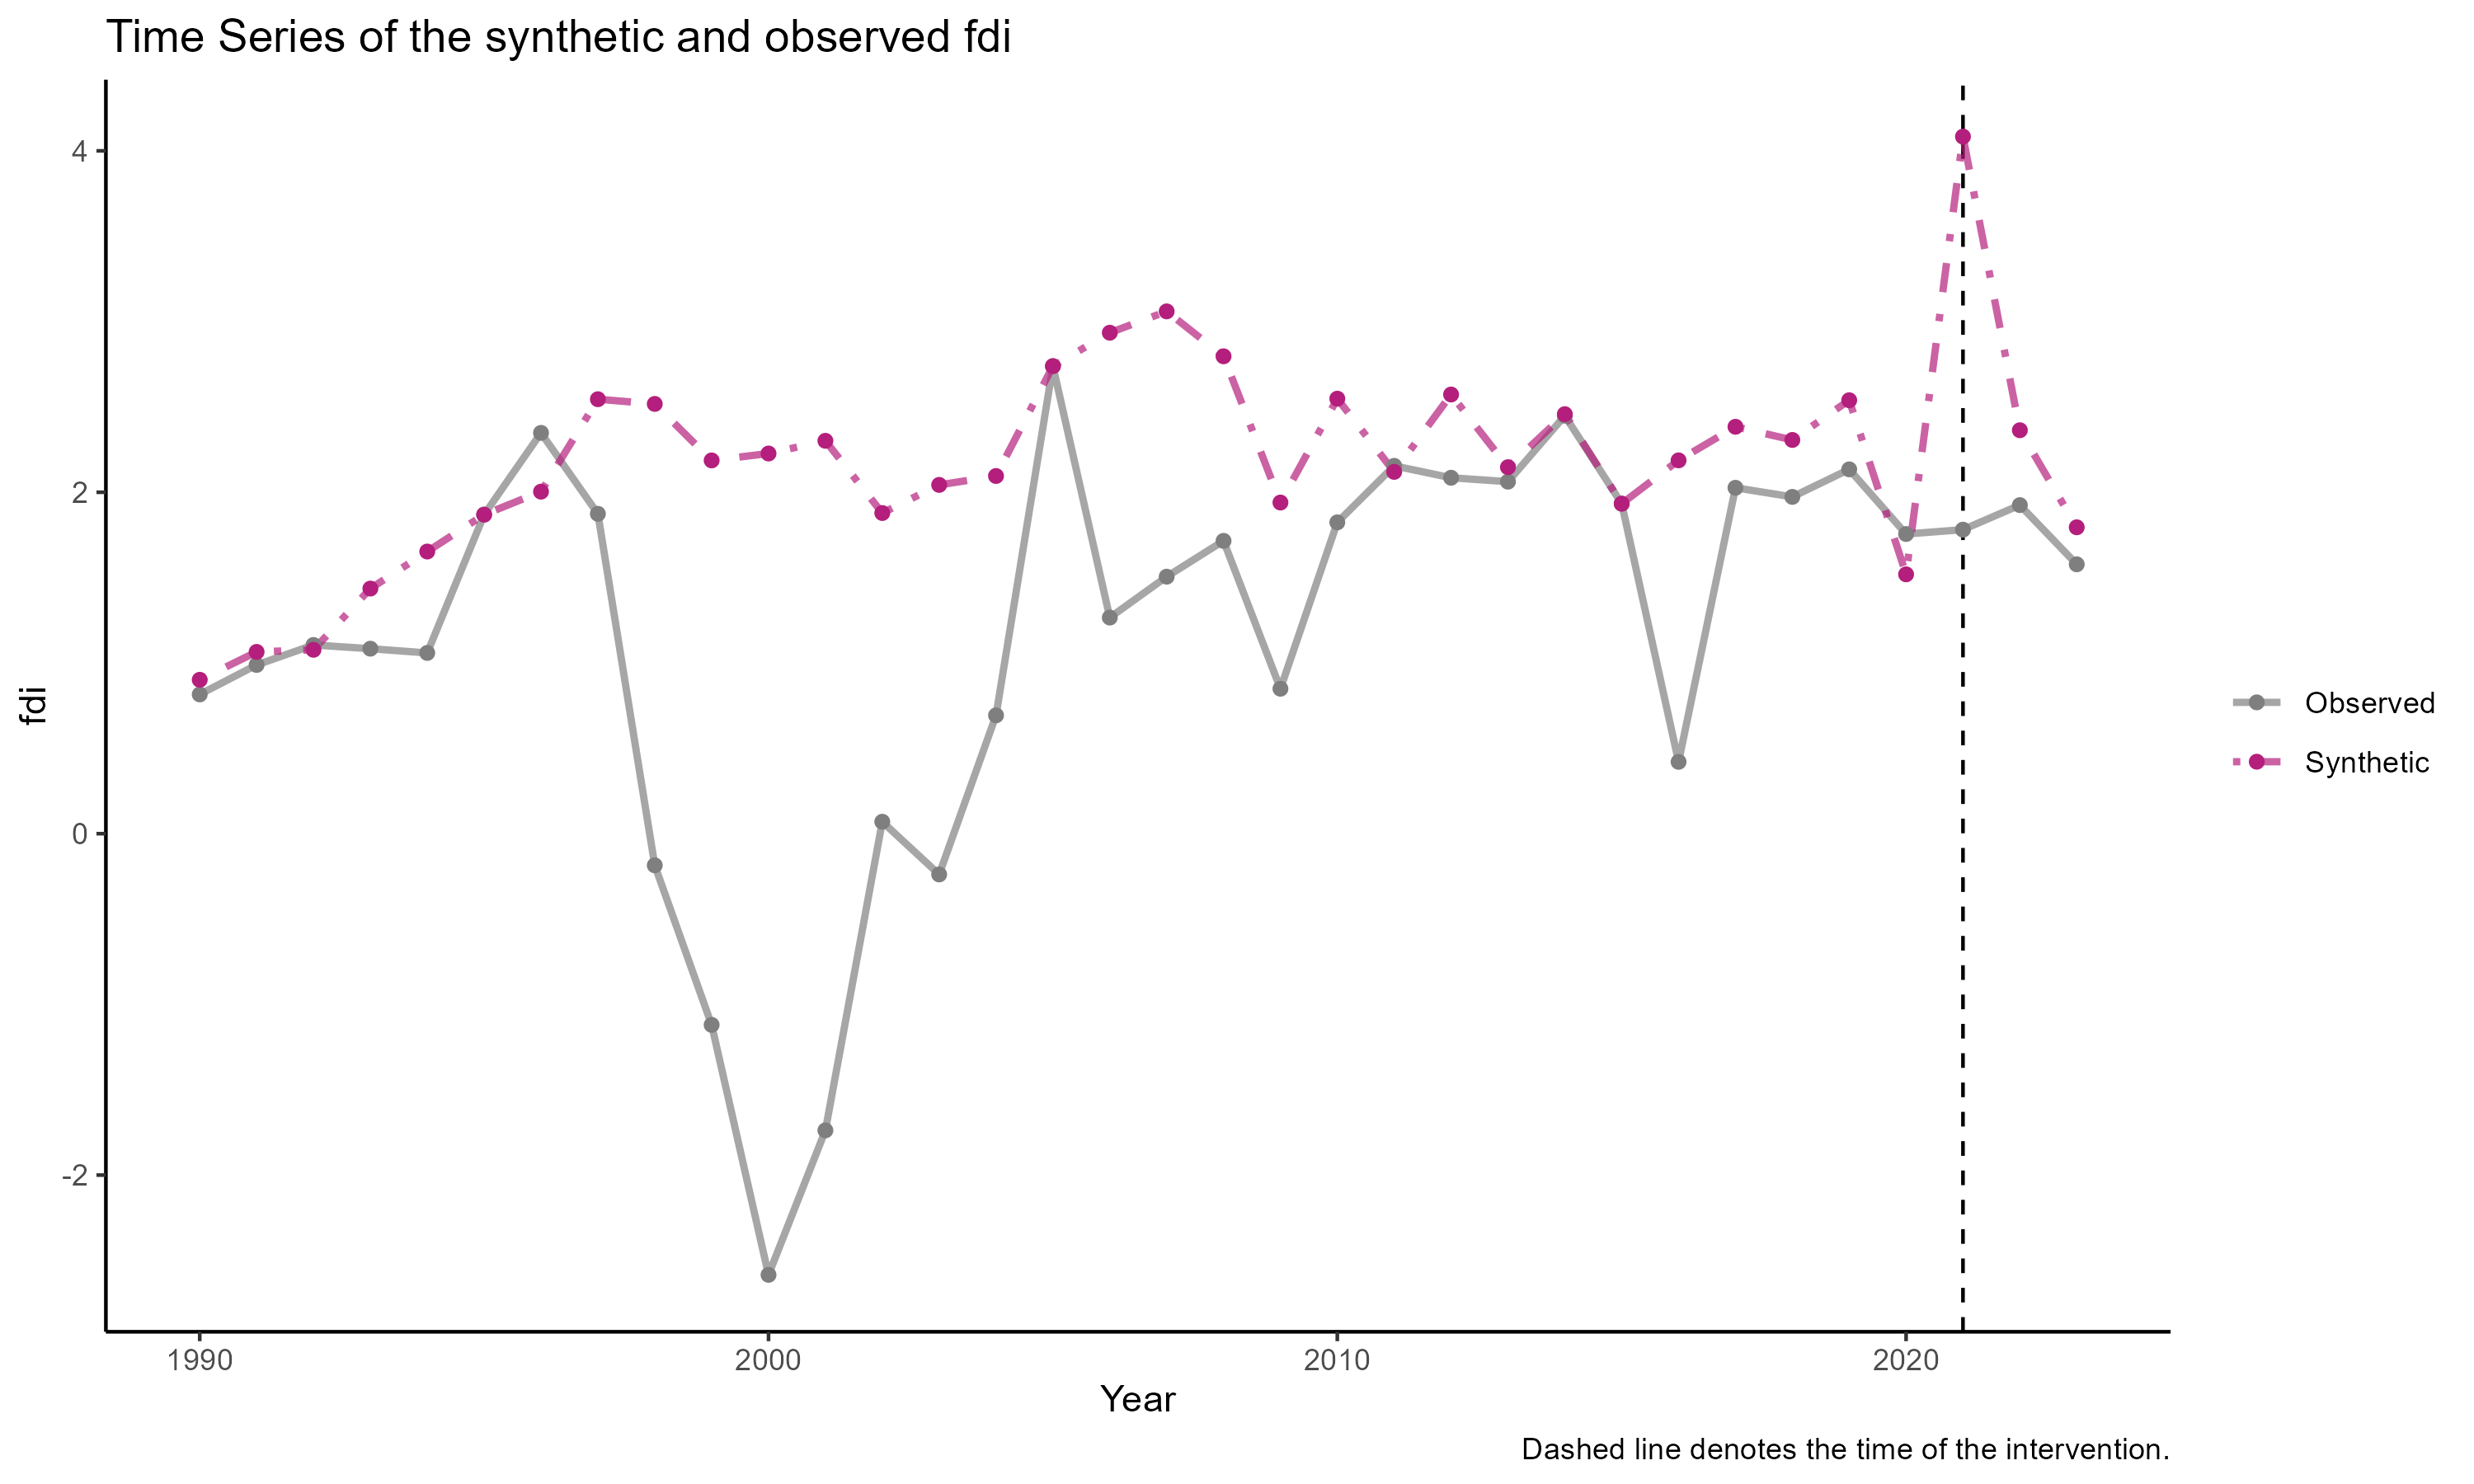 Time Series of the synthetic and observed fdi
4
2
0
-2
fdi
1990 2000 2010 2020
Year
Observed
Synthetic
Dashed line denotes the time of the intervention.